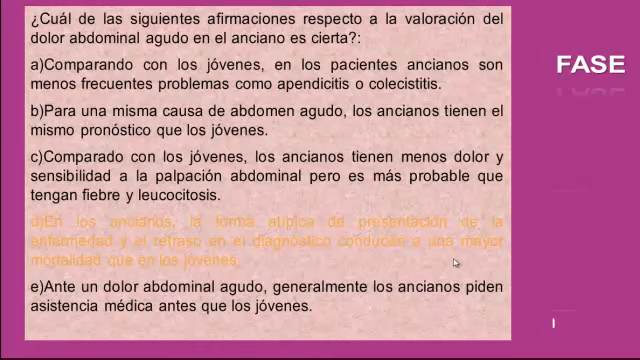 ¿Cuál de las siguientes afirmaciones respecto a la valoración del
dolor abdominal agudo en el anciano es cierta?:
a)Comparando con los jóvenes, en los pacientes ancianos son
menos frecuentes problemas como apendicitis o colecistitis.
b)Para una misma causa de abdomen agudo, los ancianos tienen el
mismo pronóstico que los jóvenes.
c)Comparado con los jóvenes, los ancianos tienen menos dolor y
sensibilidad a la palpación abdominal pero es más probable que
tengan fiebre y leucocitosis.
d)En los ancianos, la forma atípica de presentación de la
enfermedad y el retraso en el diagnóstico conducen a una mayor
mortalidad que en los jóvenes.
e)Ante un dolor abdominal agudo, generalmente los ancianos piden
asistencia médica antes que los jóvenes.
FASE